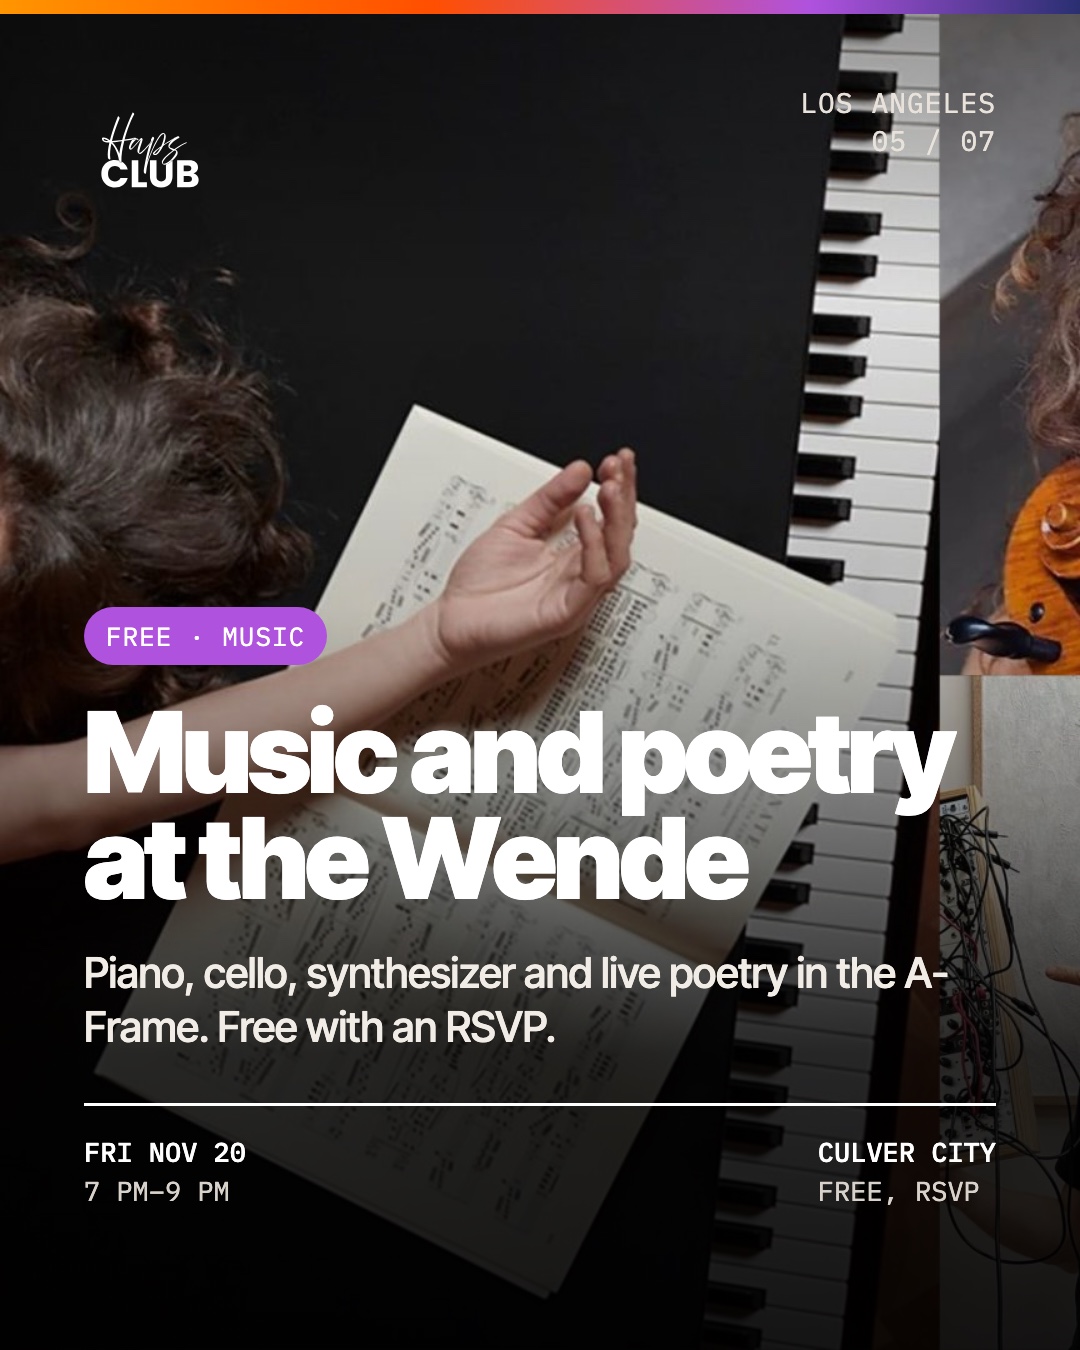 Haps
CLUB
LOS ANGELES
05 / 07
FREE · MUSIC
Music and poetry
at the Wende
Piano, cello, synthesizer and live poetry in the A-
Frame. Free with an RSVP.
FRI NOV 20
7 PM–9 PM
CULVER CITY
FREE, RSVP